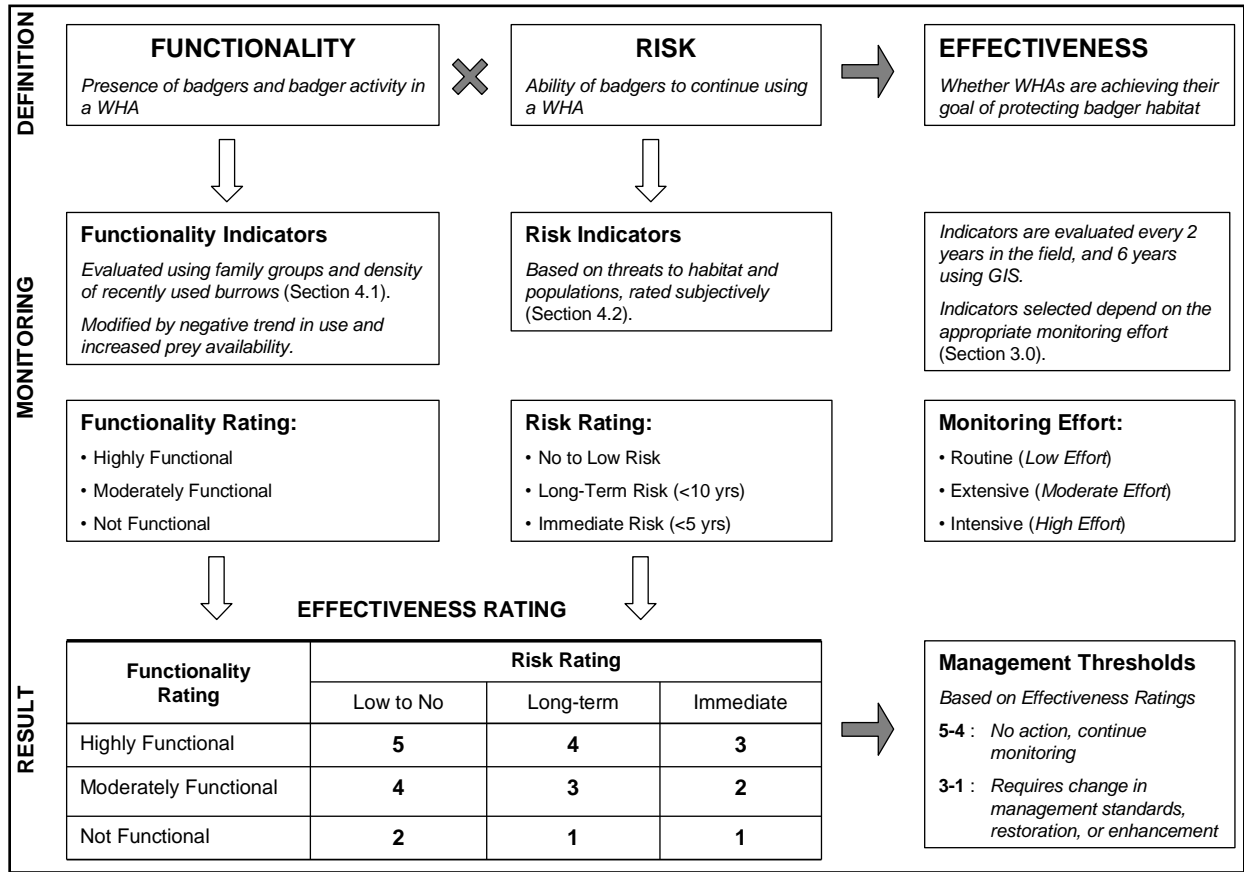 DEFINITION
FUNCTIONALITY
Presence of badgers and badger activity in
a WHA
RISK
Ability of badgers to continue using
a WHA
EFFECTIVENESS
Whether WHAs are achieving their
goal of protecting badger habitat
MONITORING
Functionality Indicators
Evaluated using family groups and density
of recently used burrows (Section 4.1).
Modified by negative trend in use and
increased prey availability.
Risk Indicators
Based on threats to habitat and
populations, rated subjectively
(Section 4.2).
Indicators are evaluated every 2
years in the field, and 6 years
using GIS.
Indicators selected depend on the
appropriate monitoring effort
(Section 3.0).
Functionality Rating:
• Highly Functional
• Moderately Functional
• Not Functional
Risk Rating:
• No to Low Risk
• Long-Term Risk (<10 yrs)
• Immediate Risk (<5 yrs)
Monitoring Effort:
• Routine (Low Effort)
• Extensive (Moderate Effort)
• Intensive (High Effort)
RESULT
EFFECTIVENESS RATING
Functionality
Rating
Risk Rating
Low to No Long-term Immediate
Highly Functional 5 4 3
Moderately Functional 4 3 2
Not Functional 2 1 1
Management Thresholds
Based on Effectiveness Ratings
5-4 : No action, continue
monitoring
3-1 : Requires change in
management standards,
restoration, or enhancement